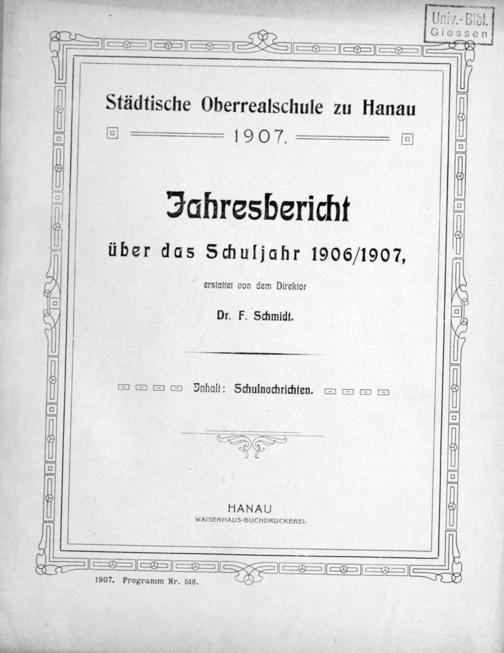 Univ.-Bibl.
Giessen
Städtische Oberrealschule zu Hanau
1907.
Jahresbericht
über das Schuljahr 1906/1907,
erstattet von dem Direktor
Dr. F. Schmidt.
Inhalt: Schulnachrichten.
HANAU
WAISENHAUS-BUCHDRUCKEREI.
1907. Programm Nr. 518.